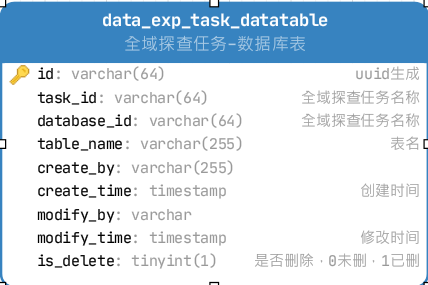 data_exp_task_datatable
全域探查任务-数据库表
id: varchar(64) uuid生成
task_id: varchar(64) 全域探查任务名称
database_id: varchar(64) 全域探查任务名称
table_name: varchar(255) 表名
create_by: varchar(255)
create_time: timestamp 创建时间
modify_by: varchar
modify_time: timestamp 修改时间
is_delete: tinyint(1) 是否删除·0未删·1已删